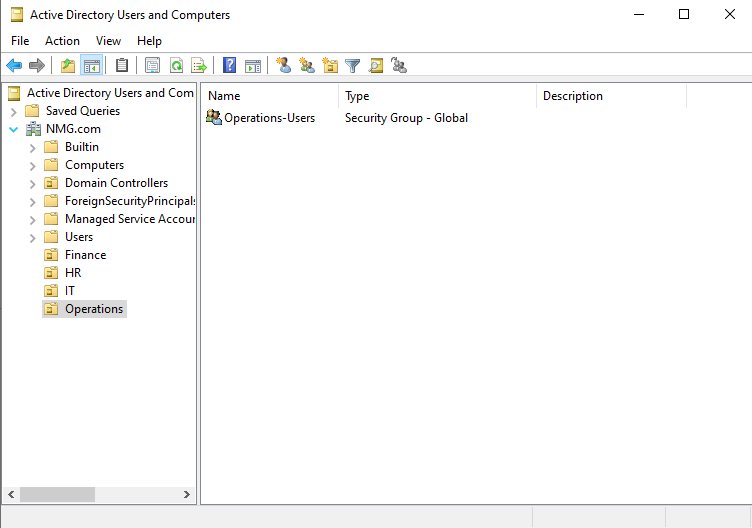 Active Directory Users and Computers
File Action View Help
Active Directory Users and Com
Saved Queries
NMG.com
Builtin
Computers
Domain Controllers
ForeignSecurityPrincipals
Managed Service Accour
Users
Finance
HR
IT
Operations
Name Type Description
Operations-Users Security Group - Global